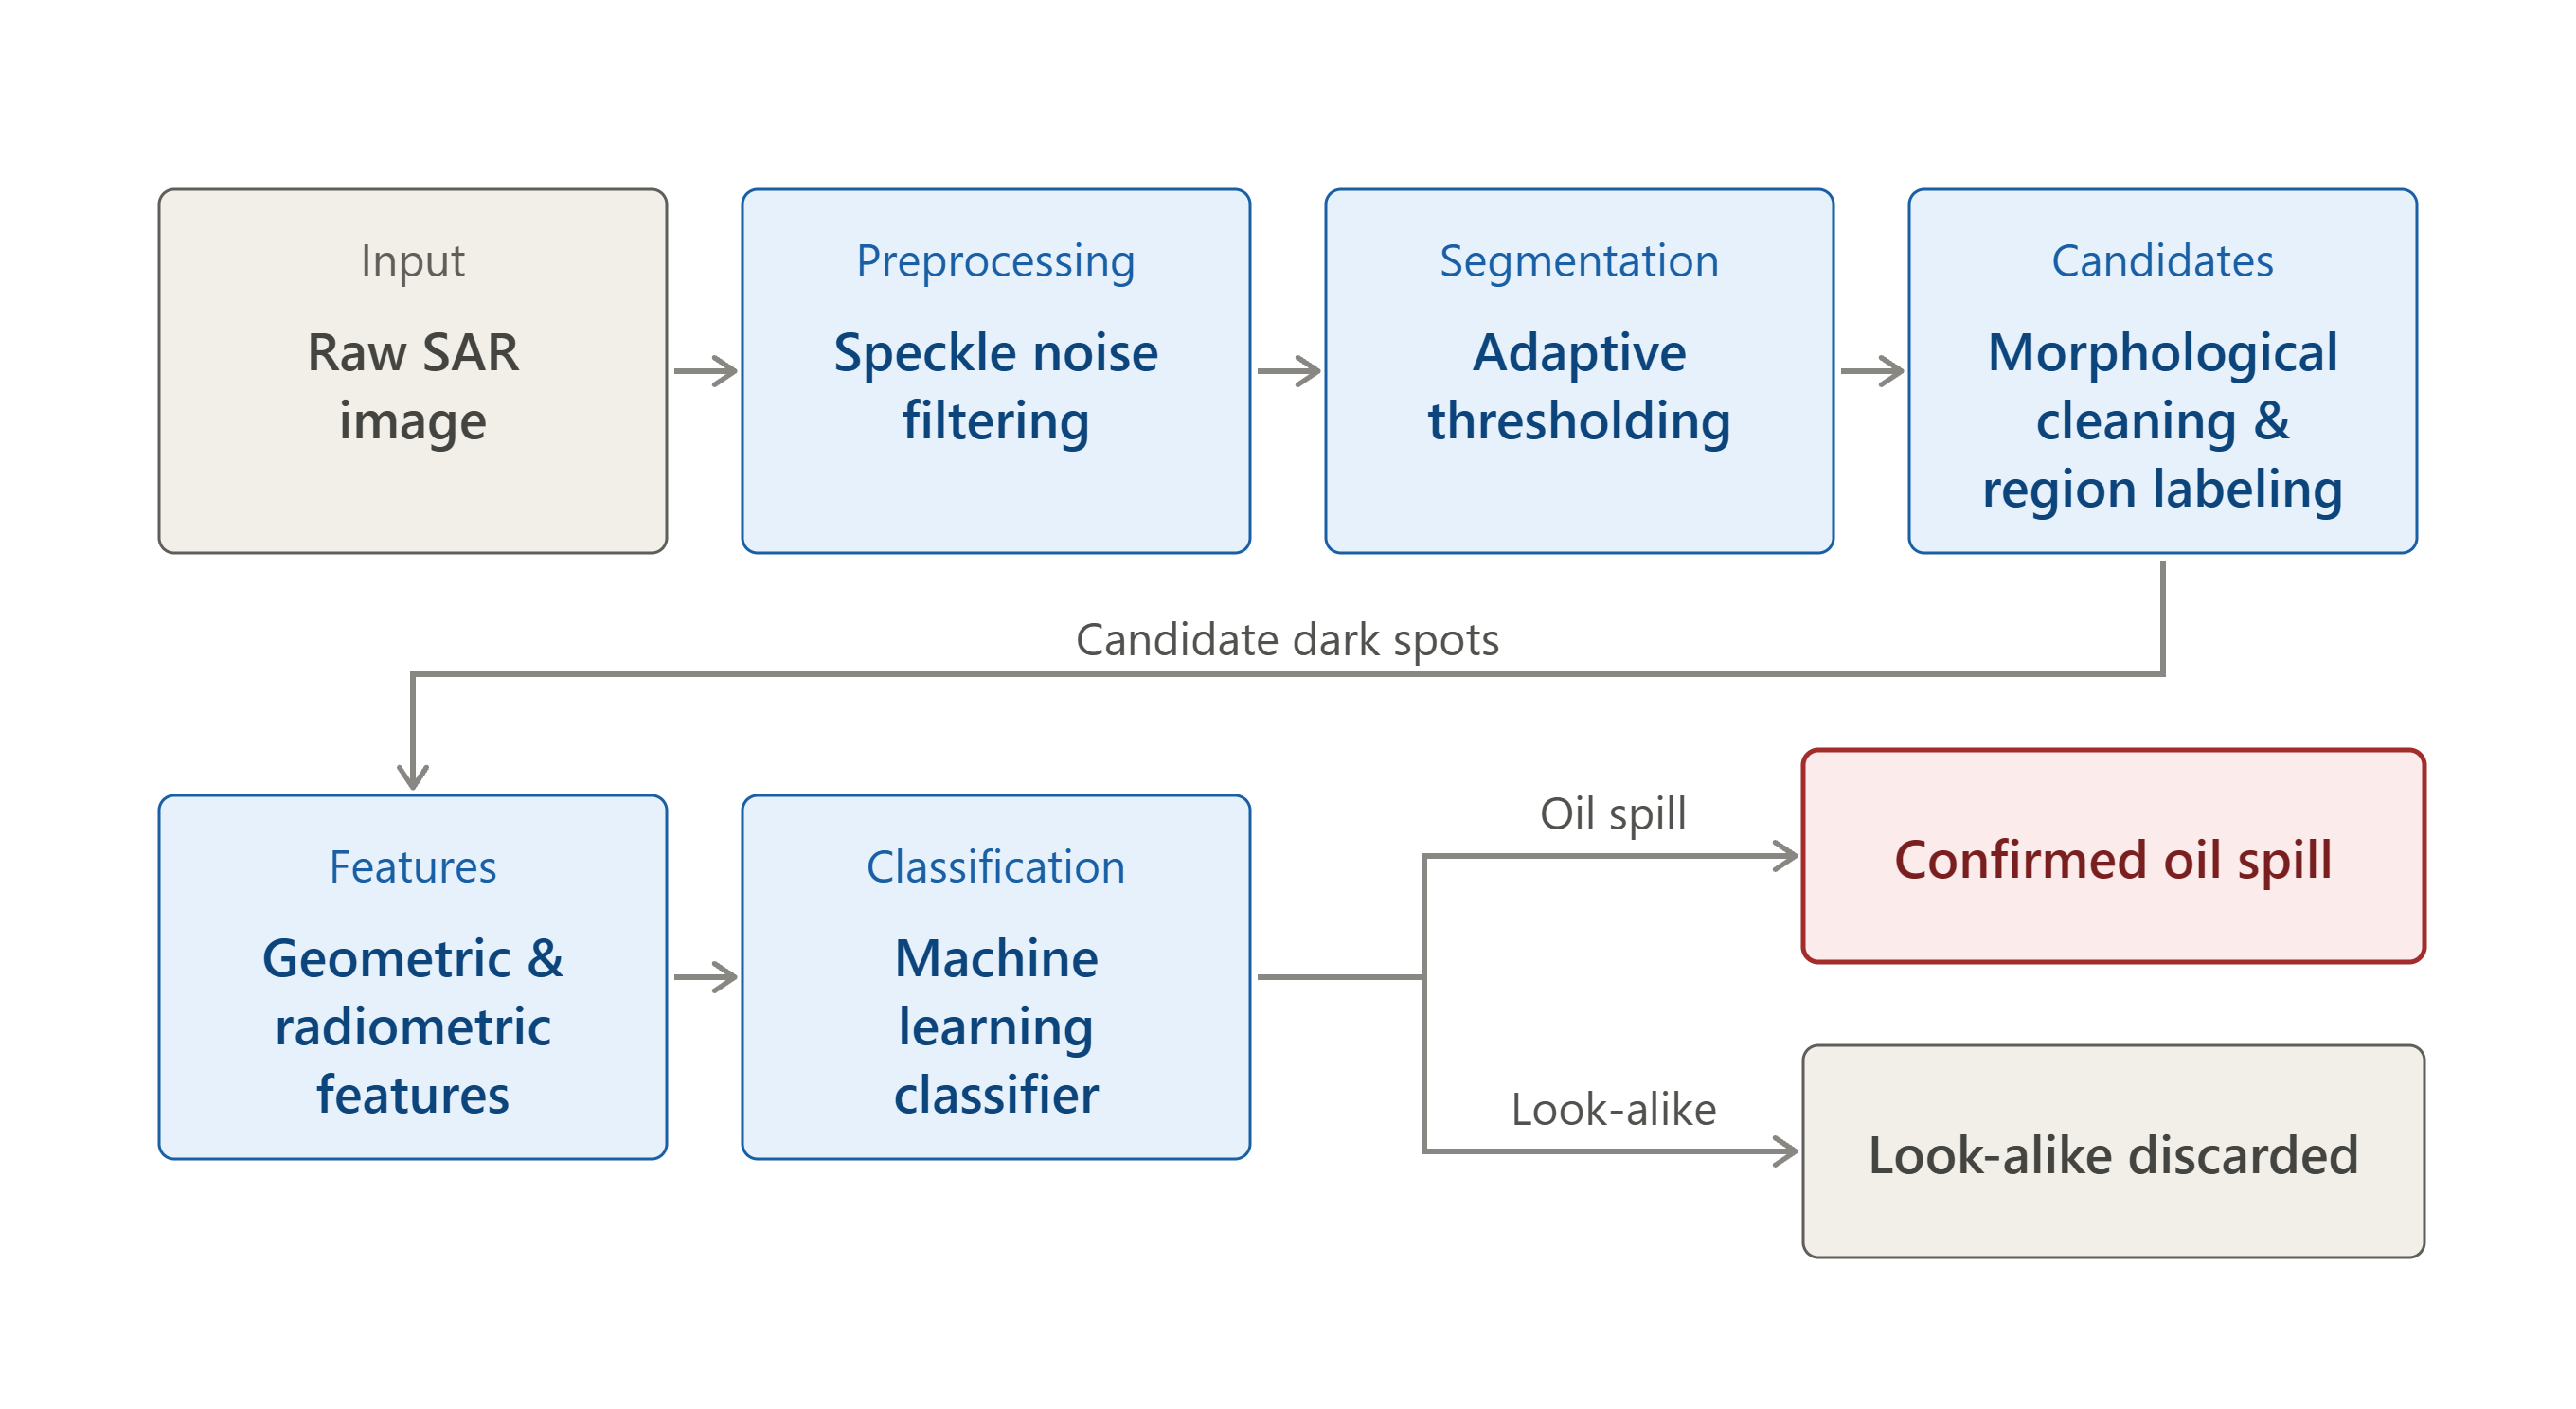 Input
Raw SAR
image
Preprocessing
Speckle noise
filtering
Segmentation
Adaptive
thresholding
Candidates
Morphological
cleaning &
region labeling
Candidate dark spots
Features
Geometric &
radiometric
features
Classification
Machine
learning
classifier
Oil spill
Confirmed oil spill
Look-alike
Look-alike discarded